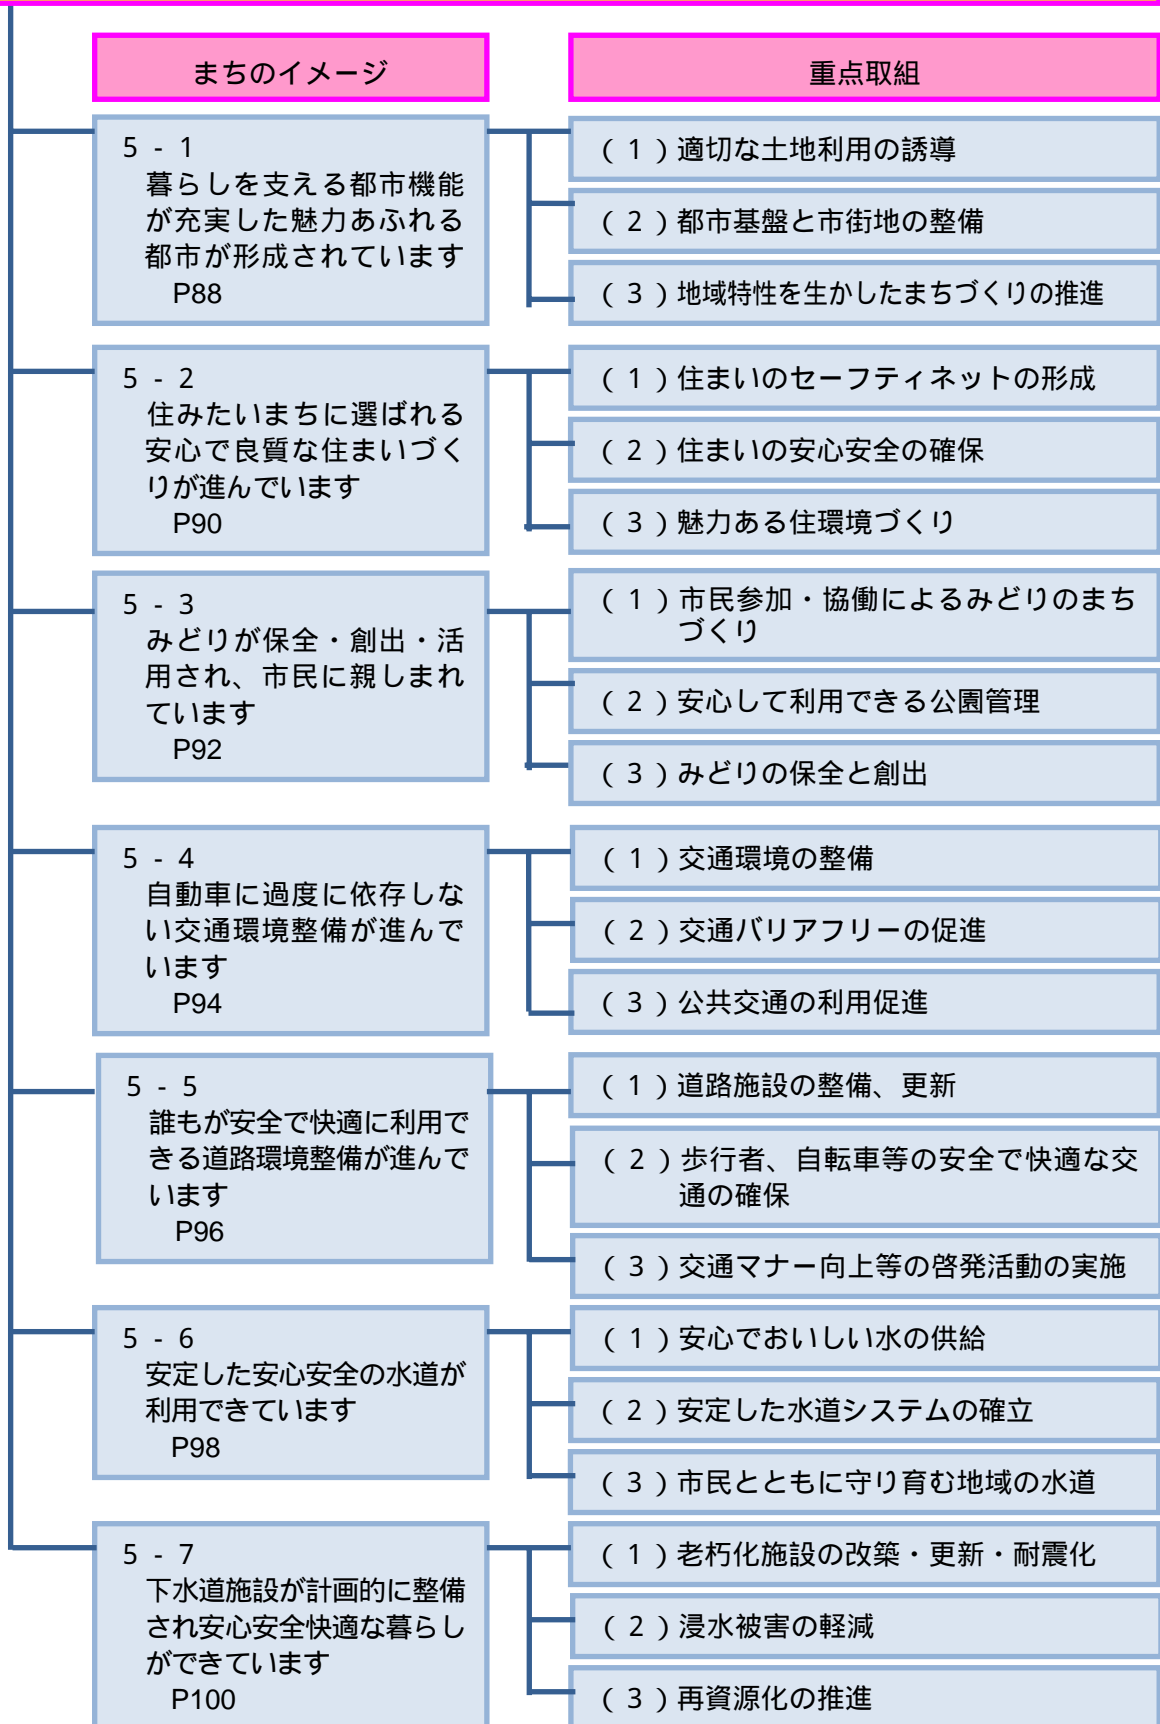 まちのイメージ
重点取組
5 - 1
暮らしを支える都市機能
が充実した魅力あふれる
都市が形成されています
P88
(1)適切な土地利用の誘導
(2)都市基盤と市街地の整備
(3)地域特性を生かしたまちづくりの推進
5 - 2
住みたいまちに選ばれる
安心で良質な住まいづく
りが進んでいます
P90
(1)住まいのセーフティネットの形成
(2)住まいの安心安全の確保
(3)魅力ある住環境づくり
5 - 3
みどりが保全・創出・活
用され、市民に親しまれ
ています
P92
(1)市民参加・協働によるみどりのまち
づくり
(2)安心して利用できる公園管理
(3)みどりの保全と創出
5 - 4
自動車に過度に依存しな
い交通環境整備が進んで
います
P94
(1)交通環境の整備
(2)交通バリアフリーの促進
(3)公共交通の利用促進
5 - 5
誰もが安全で快適に利用で
きる道路環境整備が進んで
います
P96
(1)道路施設の整備、更新
(2)歩行者、自転車等の安全で快適な交
通の確保
(3)交通マナー向上等の啓発活動の実施
5 - 6
安定した安心安全の水道が
利用できています
P98
(1)安心でおいしい水の供給
(2)安定した水道システムの確立
(3)市民とともに守り育む地域の水道
5 - 7
下水道施設が計画的に整備
され安心安全快適な暮らし
ができています
P100
(1)老朽化施設の改築・更新・耐震化
(2)浸水被害の軽減
(3)再資源化の推進